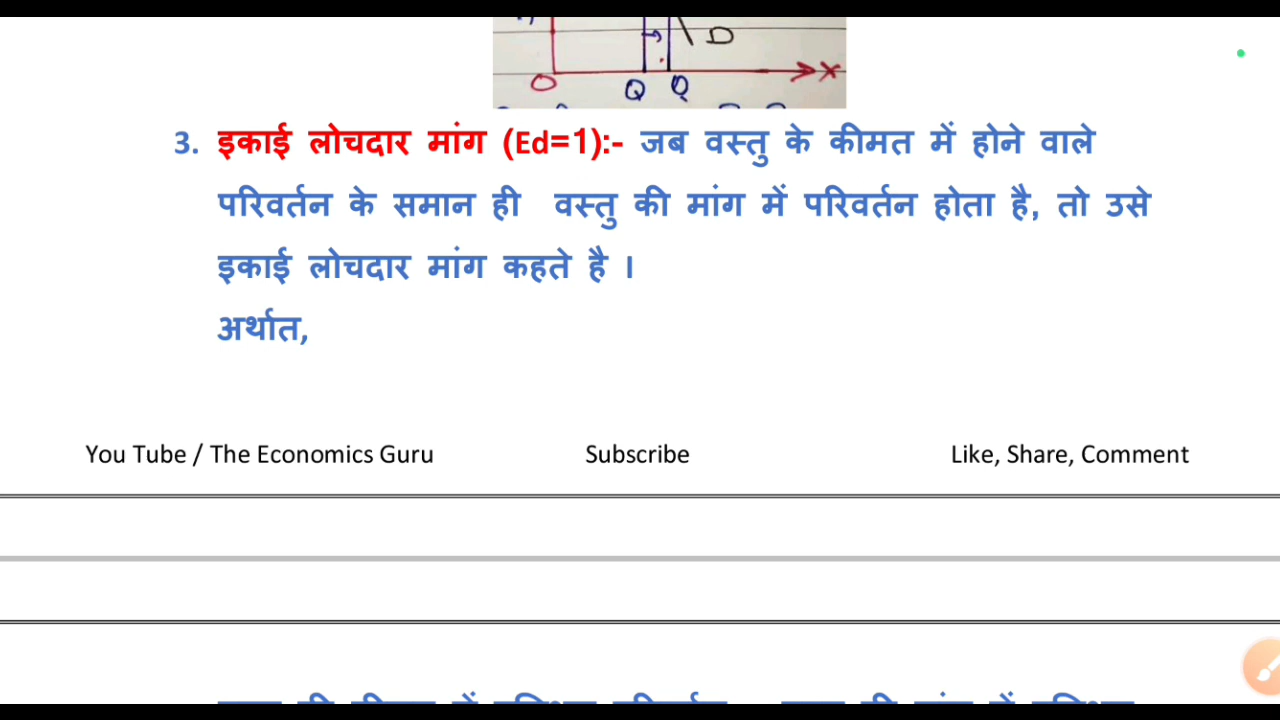 D
O Q Q X
3. इकाई लोचदार मांग (Ed=1):- जब वस्तु के कीमत में होने वाले
परिवर्तन के समान ही वस्तु की मांग में परिवर्तन होता है, तो उसे
इकाई लोचदार मांग कहते है ।
अर्थात,
You Tube / The Economics Guru Subscribe Like, Share, Comment